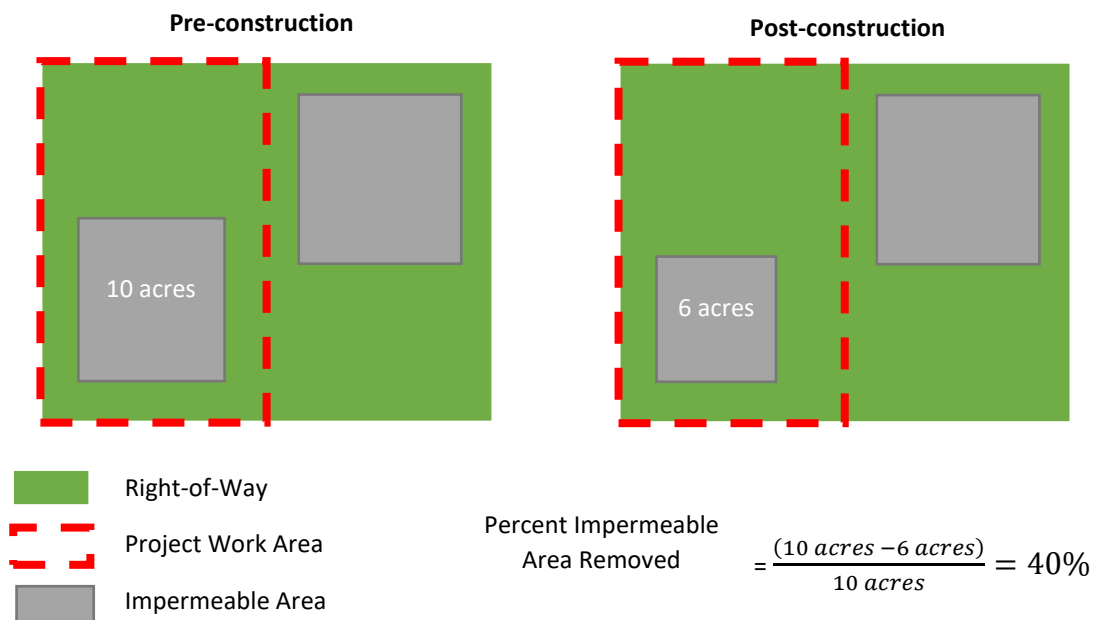 Pre-construction
Post-construction
10 acres
6 acres
Right-of-Way
Project Work Area
Impermeable Area
Percent Impermeable
Area Removed
= (10 acres −6 acres) / 10 acres = 40%